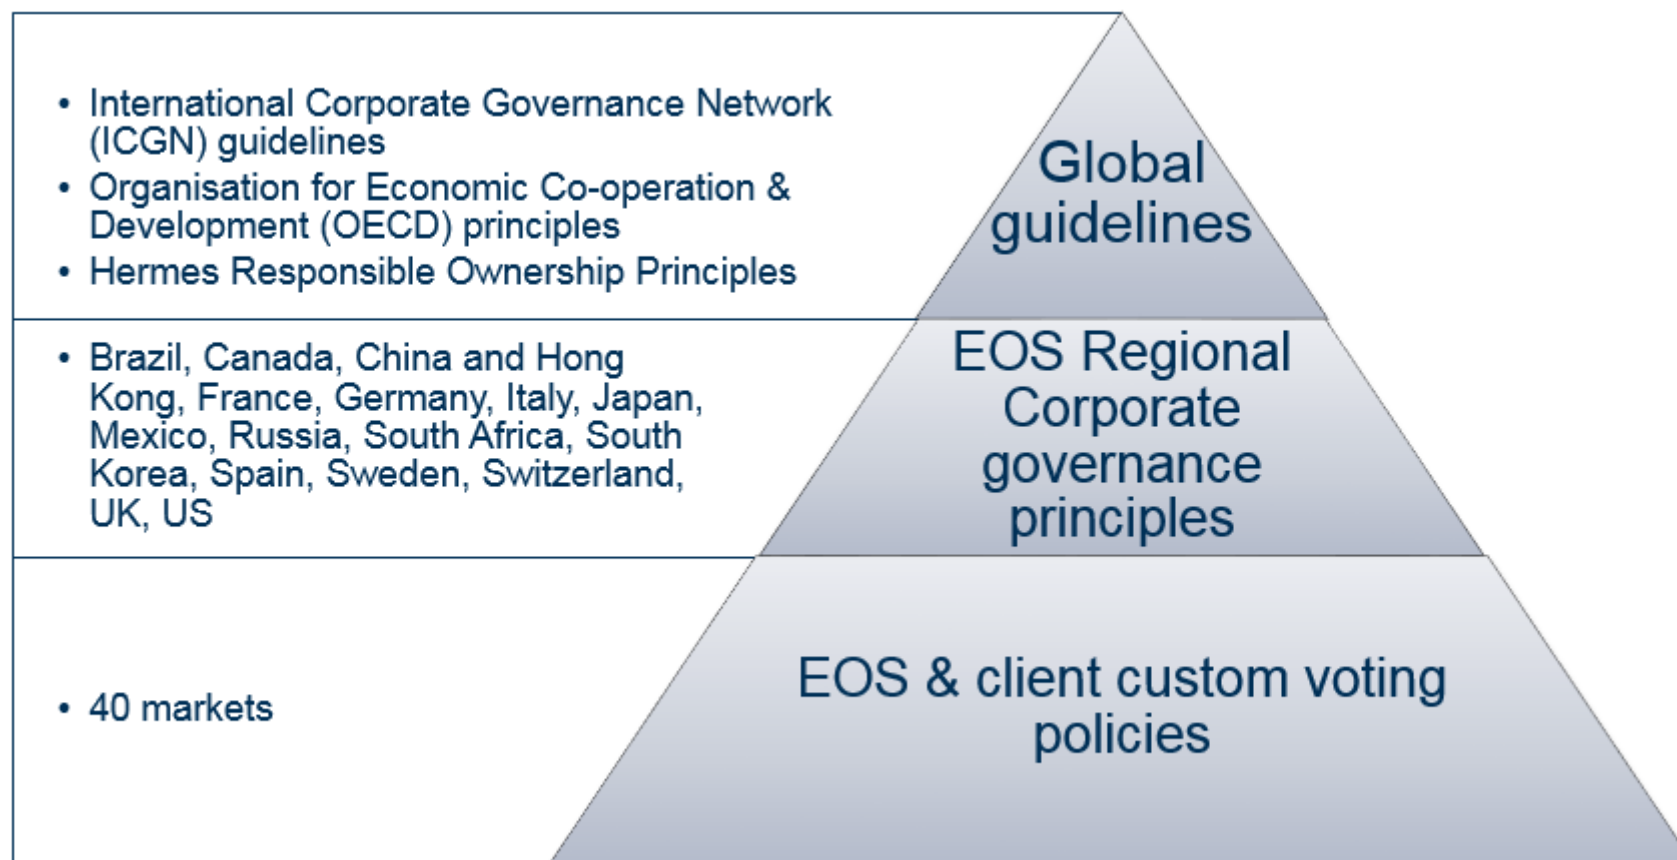 • International Corporate Governance Network
(ICGN) guidelines
• Organisation for Economic Co-operation &
Development (OECD) principles
• Hermes Responsible Ownership Principles
Global
guidelines
• Brazil, Canada, China and Hong
Kong, France, Germany, Italy, Japan,
Mexico, Russia, South Africa, South
Korea, Spain, Sweden, Switzerland,
UK, US
EOS Regional
Corporate
governance
principles
• 40 markets
EOS & client custom voting
policies